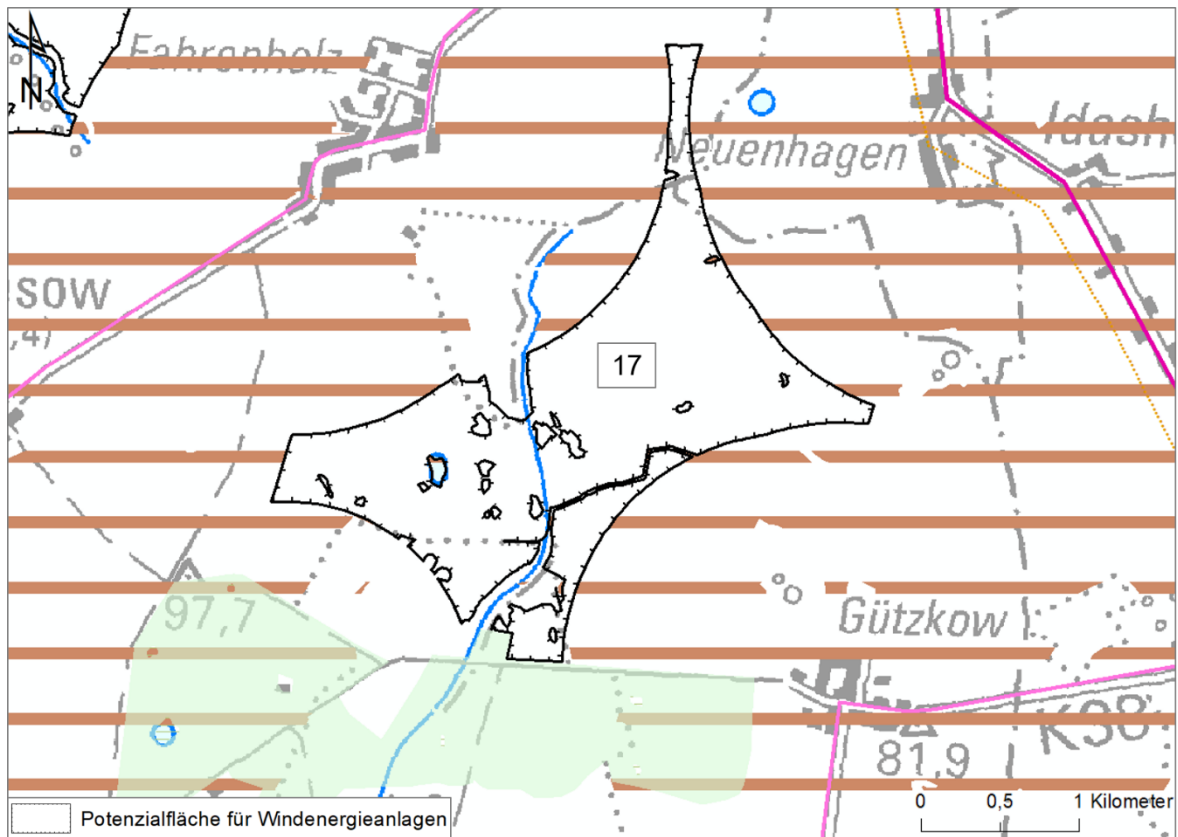 Fahrenholz
N
Neuenhagen
Idash
sow
,4)
17
97,7
Gützkow
K38
81,9
0 0,5 1 Kilometer
Potenzialfläche für Windenergieanlagen